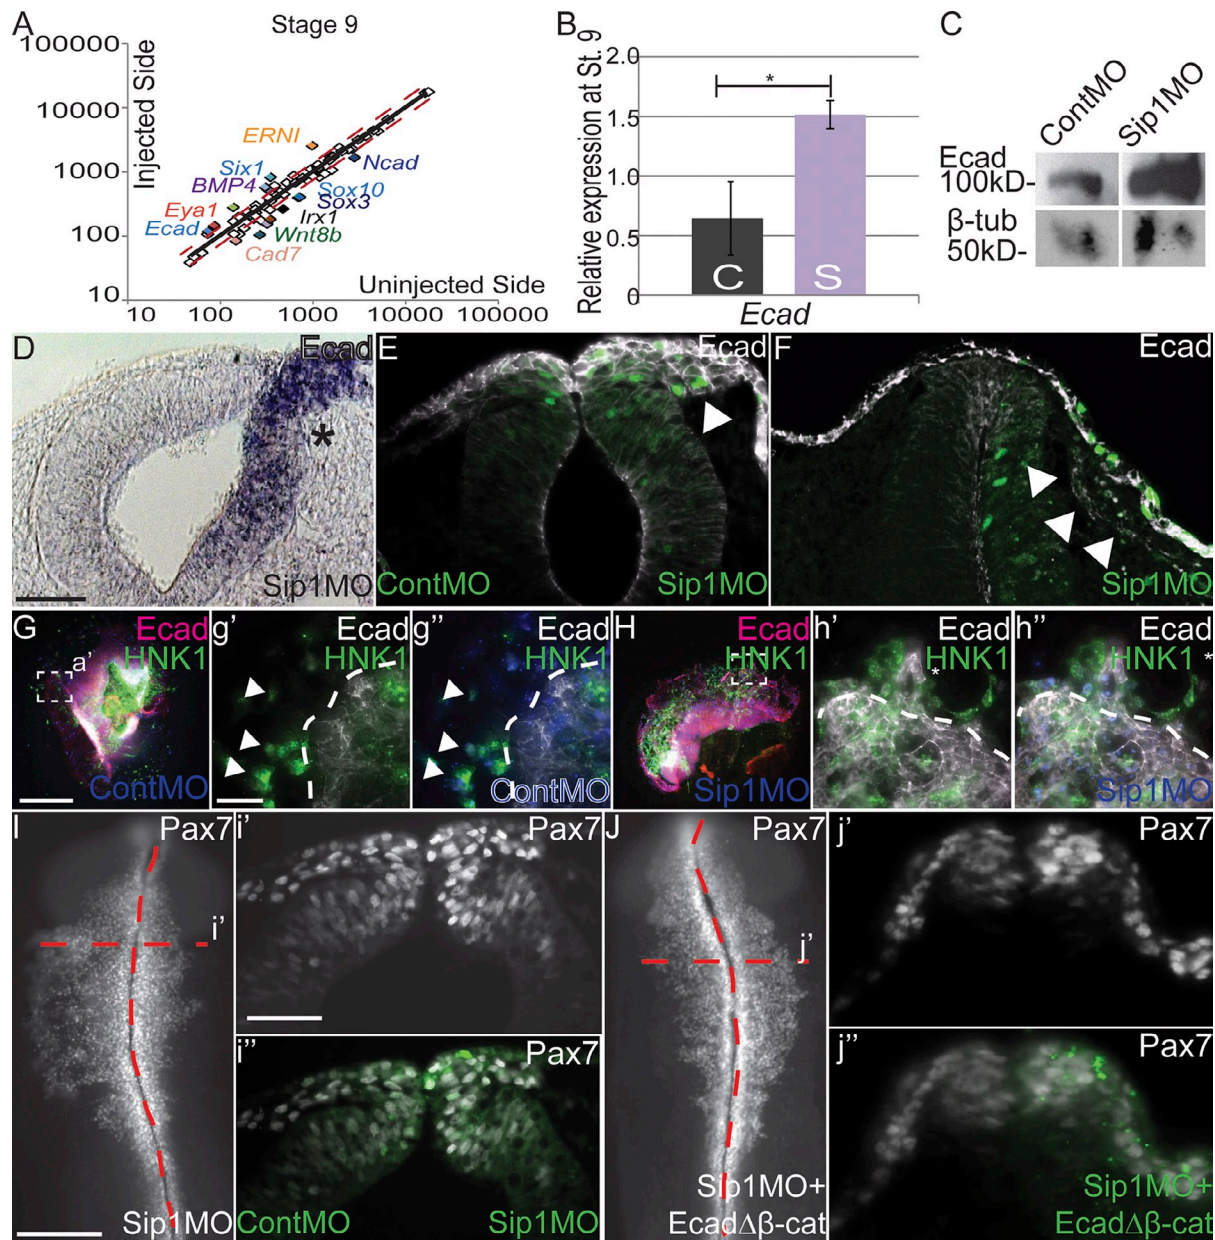 A
Stage 9
Injected Side
100000
10000
1000
100
10
ERNI
Six1
BMP4
Eya1
Ecad
Ncad
Sox10
Sox3
Irx1
Wnt8b
Cad7
Uninjected Side
10 100 1000 10000 100000
B
Relative expression at St. 9
2.0
1.5
1.0
0.5
0
*
C
S
Ecad
C
ContMO
Sip1MO
Ecad
100kD-
β-tub
50kD-
D
Ecad
*
Sip1MO
E
Ecad
ContMO
Sip1MO
F
Ecad
Sip1MO
G
Ecad
HNK1
a'
ContMO
g'
Ecad
HNK1
g"
Ecad
HNK1
ContMO
H
Ecad
HNK1
Sip1MO
h'
Ecad
HNK1
*
h"
Ecad
*
HNK1
Sip1MO
I
Pax7
i'
Sip1MO
i'
Pax7
i"
Pax7
ContMO
Sip1MO
J
Pax7
j'
Sip1MO+
EcadΔβ-cat
j'
Pax7
j"
Pax7
Sip1MO+
EcadΔβ-cat